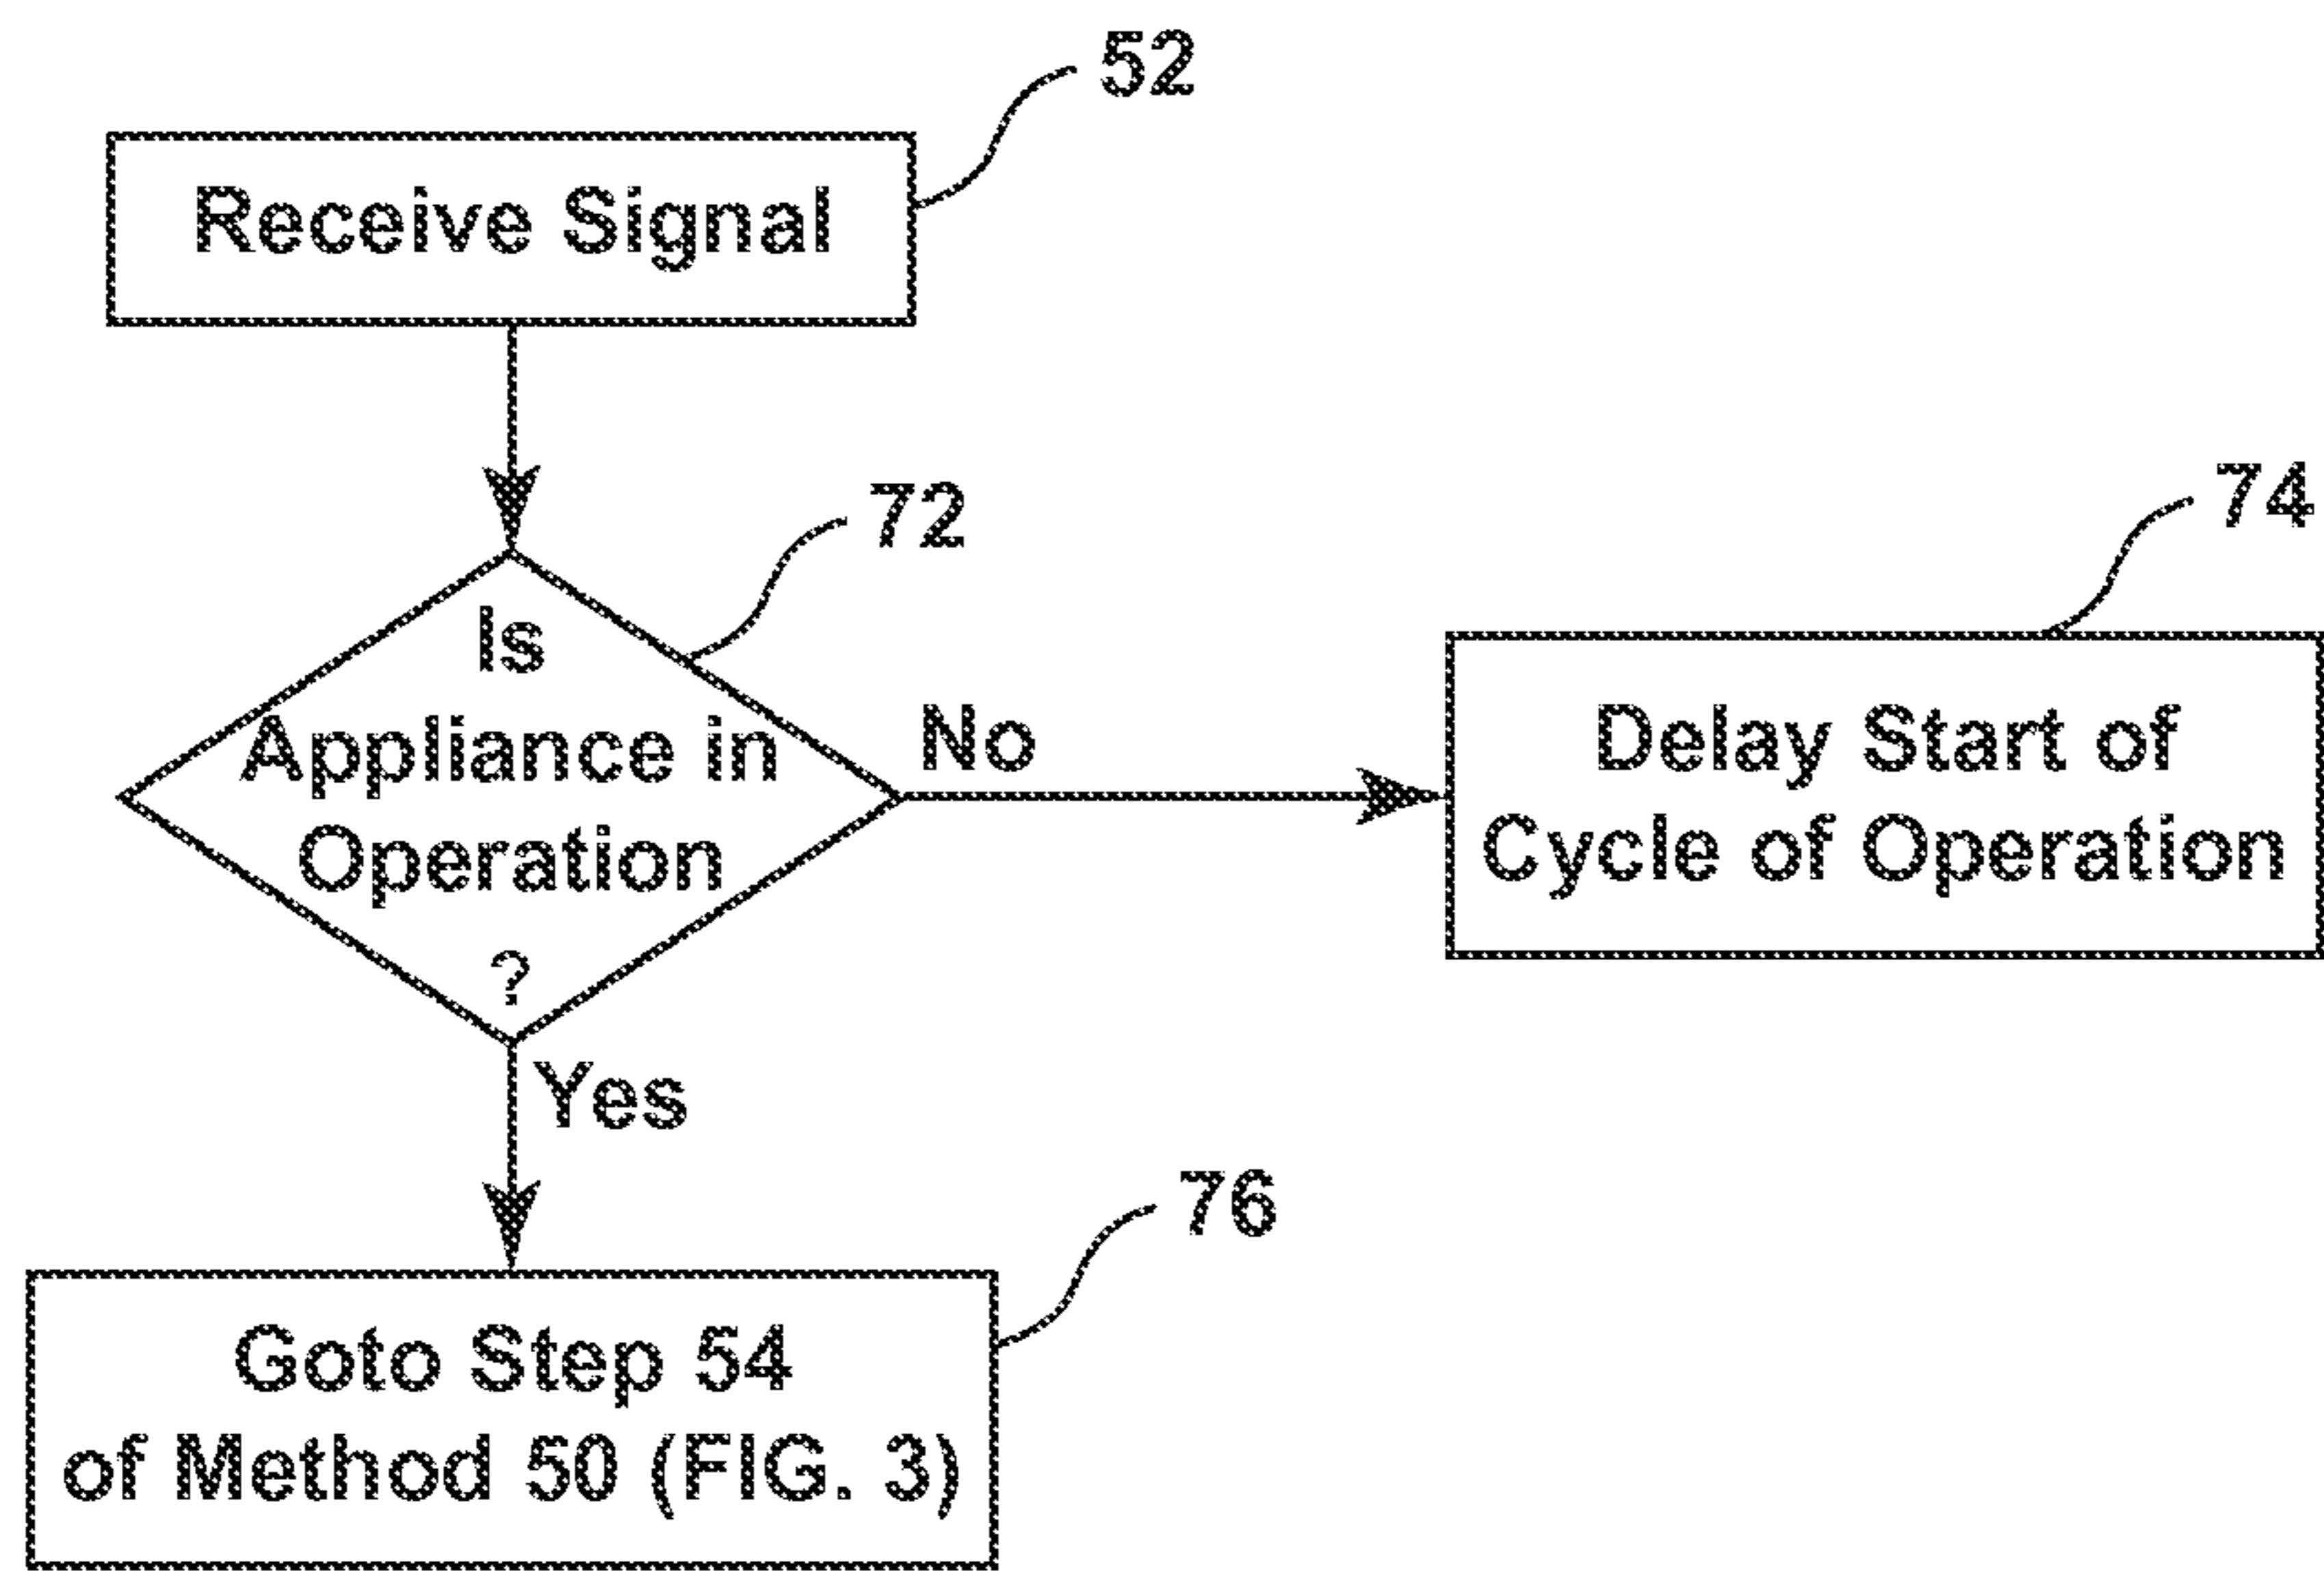 52
Receive Signal
72
Is
Appliance in
Operation
?
No
74
Delay Start of
Cycle of Operation
Yes
76
Goto Step 54
of Method 50 (FIG. 3)